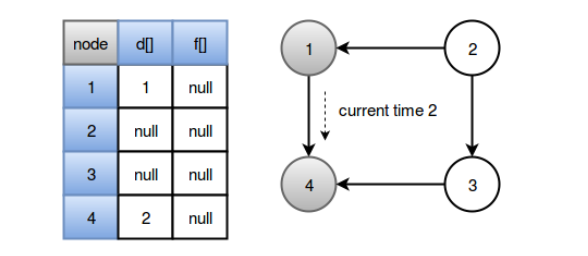 node d[] f[]
1 1 null
2 null null
3 null null
4 2 null
1 2
current time 2
4 3